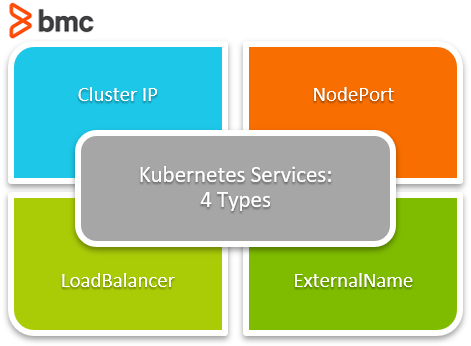 bmc
Cluster IP
NodePort
Kubernetes Services:
4 Types
LoadBalancer
ExternalName